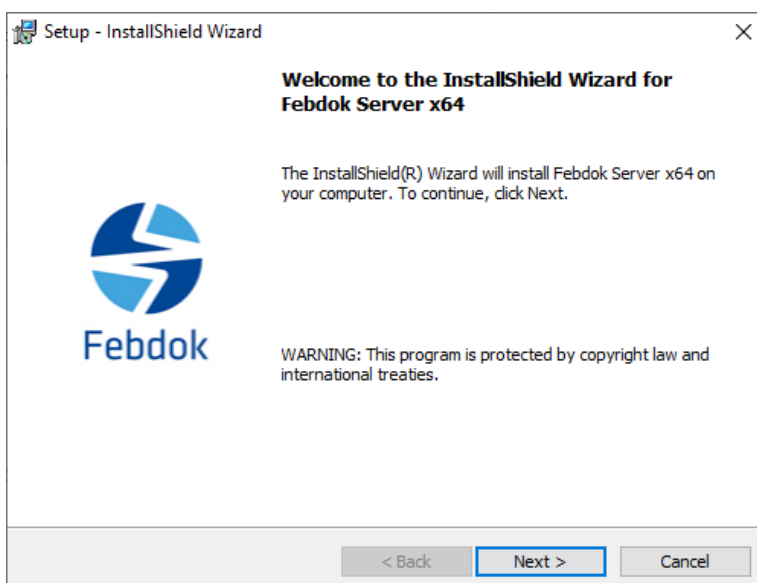 Setup - InstallShield Wizard
Welcome to the InstallShield Wizard for
Febdok Server x64
The InstallShield(R) Wizard will install Febdok Server x64 on
your computer. To continue, click Next.
Febdok
WARNING: This program is protected by copyright law and
international treaties.
< Back
Next >
Cancel